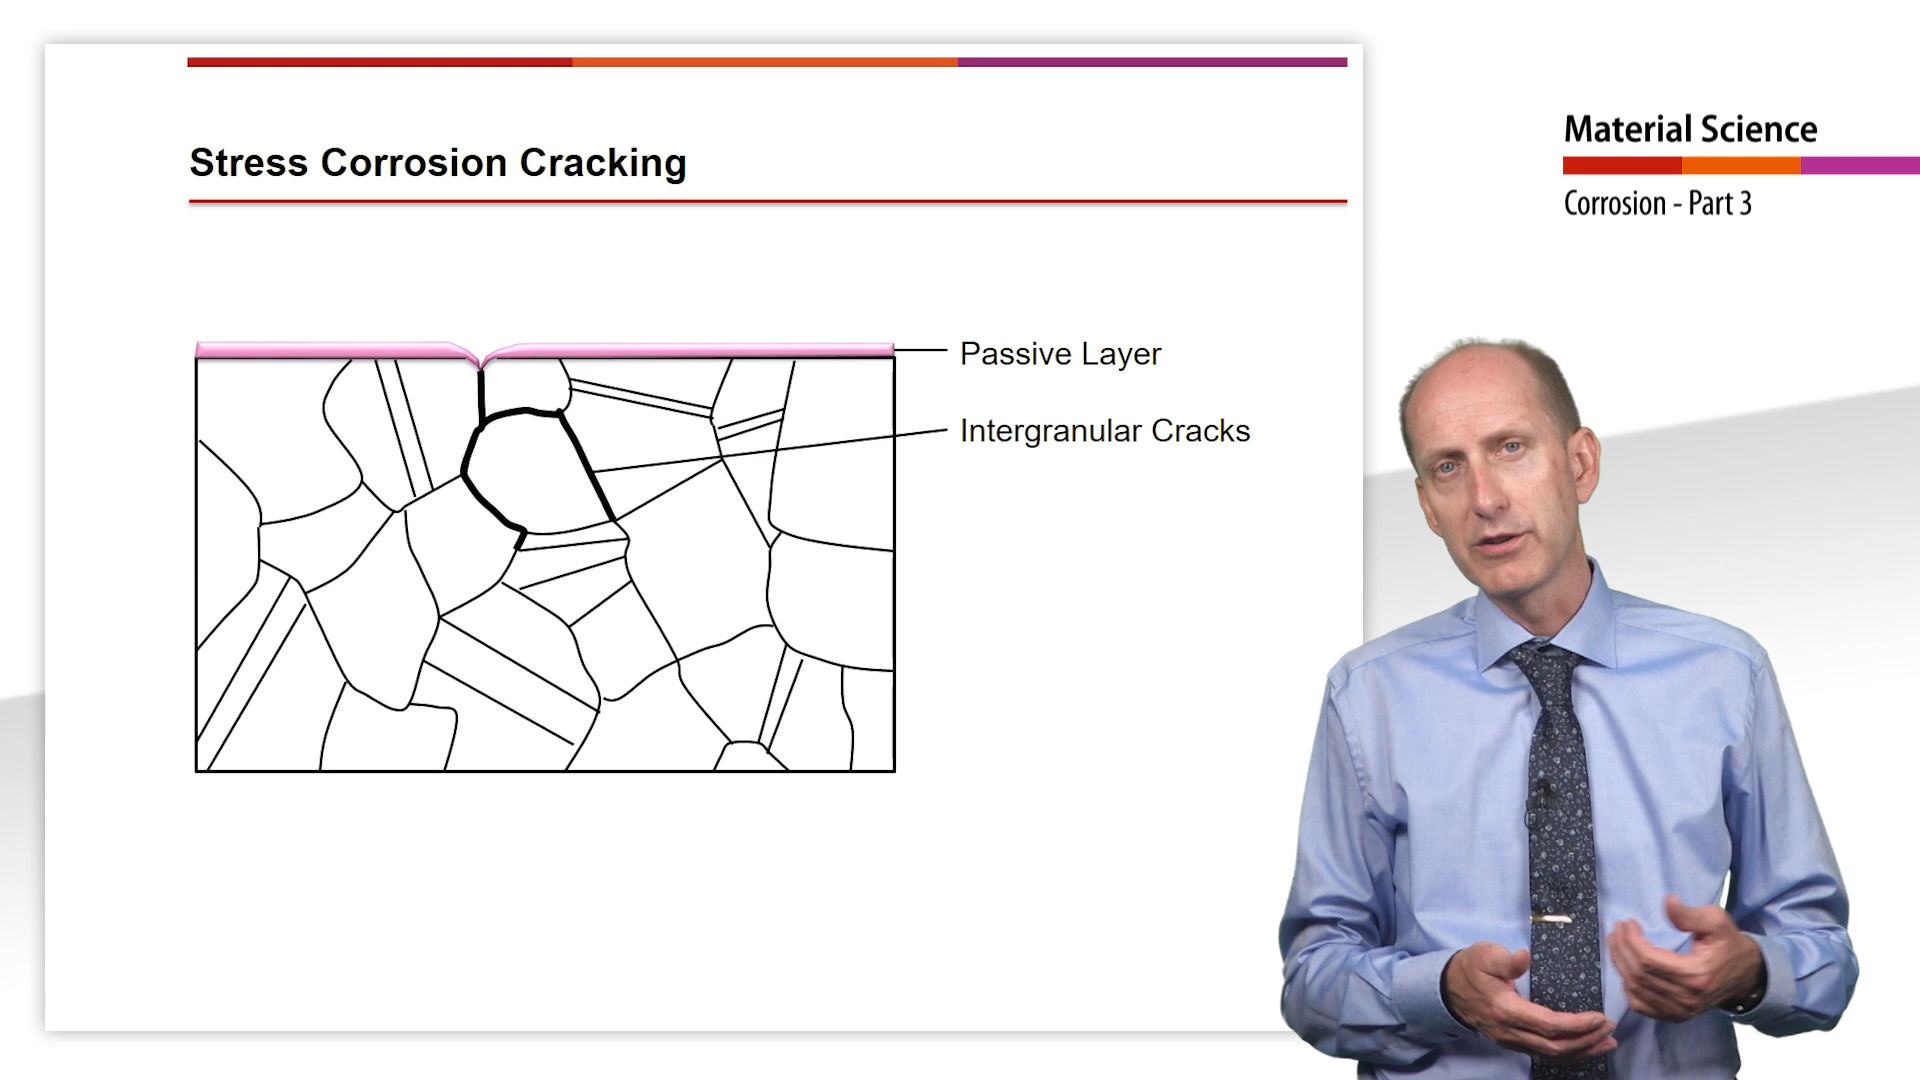 Stress Corrosion Cracking
Passive Layer
Intergranular Cracks
Material Science
Corrosion - Part 3